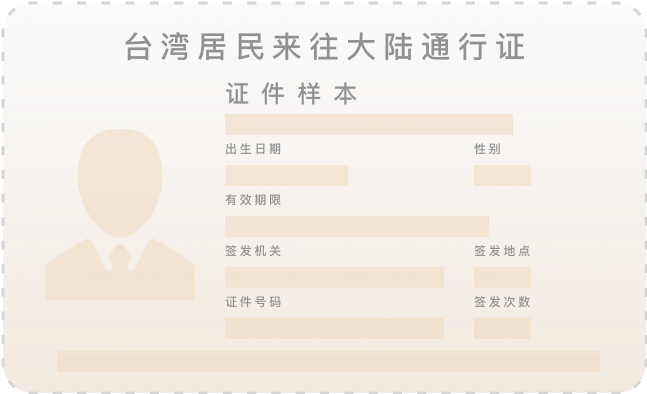 台湾居民来往大陆通行证
证件样本
出生日期 性别
有效期限
签发机关 签发地点
证件号码 签发次数